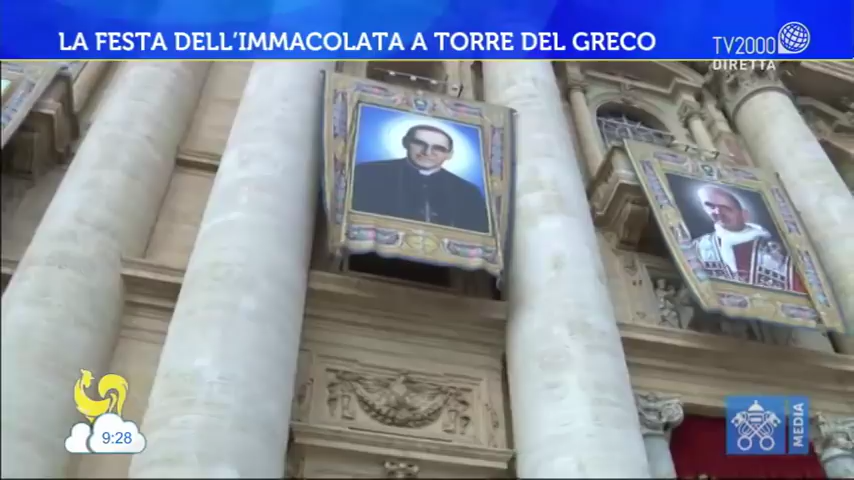 LA FESTA DELL'IMMACOLATA A TORRE DEL GRECO
TV2000
DIRETTA
9:28
MEDIA